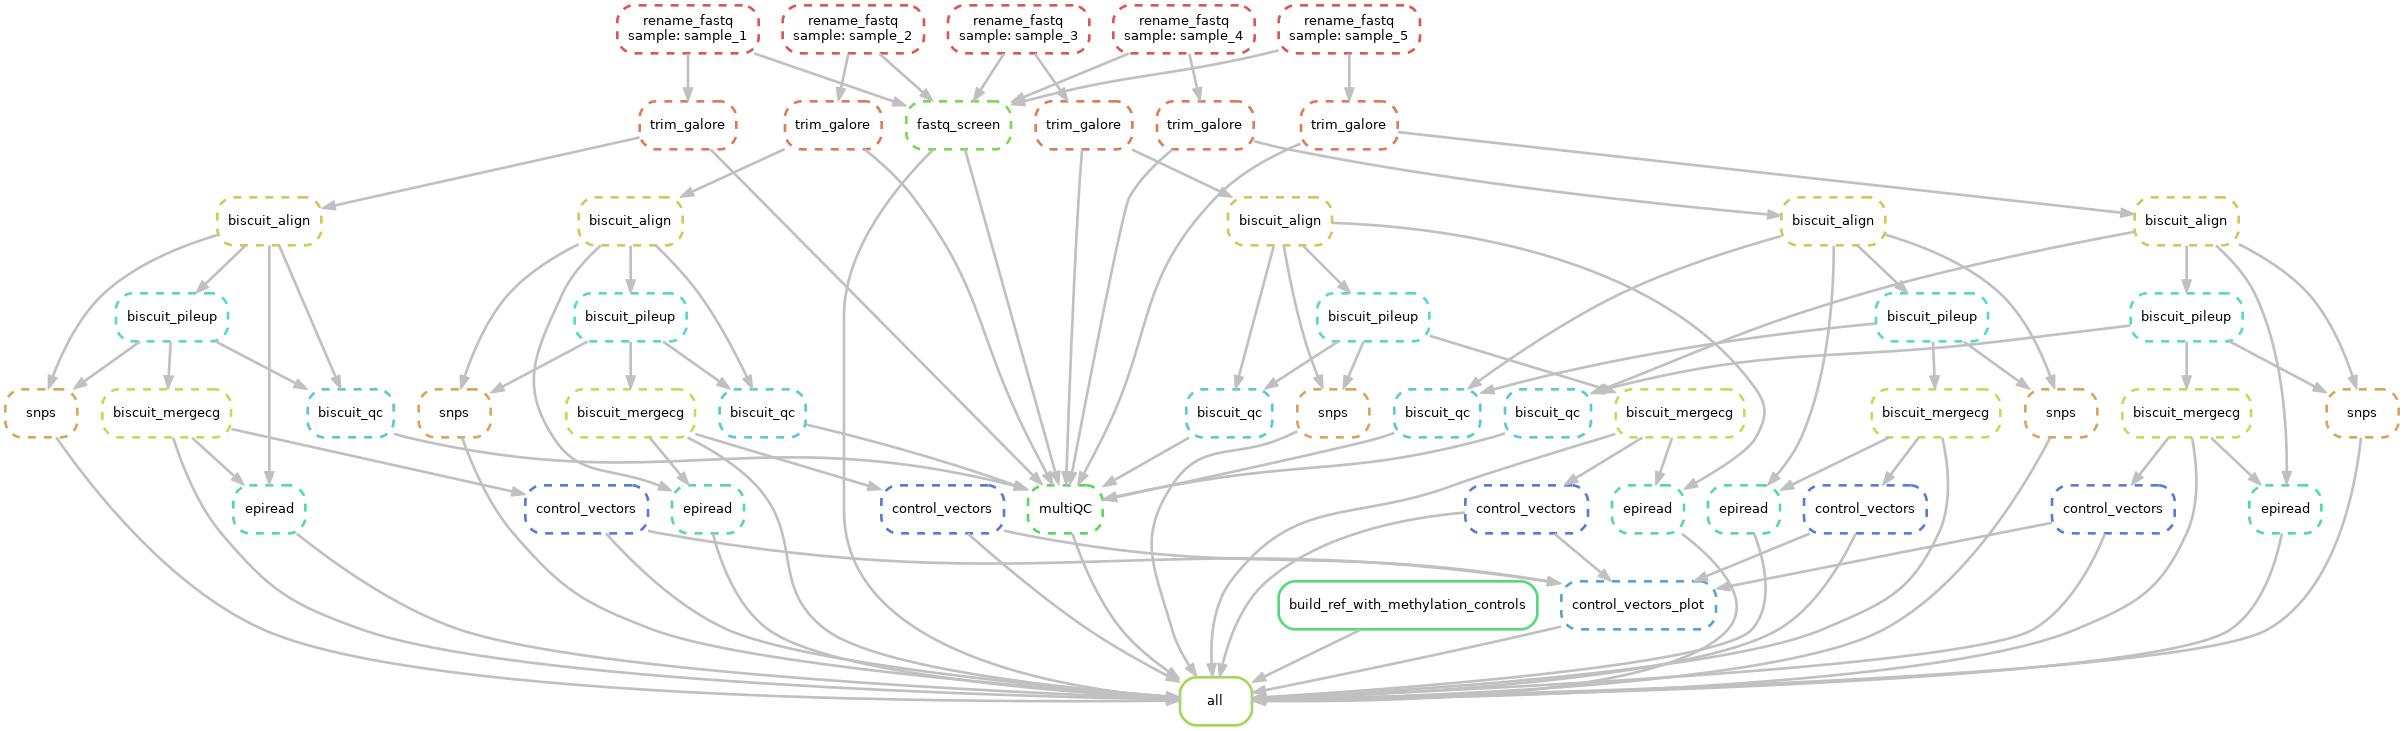 rename_fastq
sample: sample_1
rename_fastq
sample: sample_2
rename_fastq
sample: sample_3
rename_fastq
sample: sample_4
rename_fastq
sample: sample_5
trim_galore
trim_galore
fastq_screen
trim_galore
trim_galore
trim_galore
biscuit_align
biscuit_align
biscuit_align
biscuit_align
biscuit_align
biscuit_pileup
biscuit_pileup
biscuit_pileup
biscuit_pileup
biscuit_pileup
snps
biscuit_mergecg
biscuit_qc
snps
biscuit_mergecg
biscuit_qc
biscuit_qc
snps
biscuit_qc
biscuit_qc
biscuit_mergecg
biscuit_mergecg
snps
biscuit_mergecg
snps
epiread
control_vectors
epiread
control_vectors
multiQC
control_vectors
epiread
epiread
control_vectors
control_vectors
epiread
build_ref_with_methylation_controls
control_vectors_plot
all